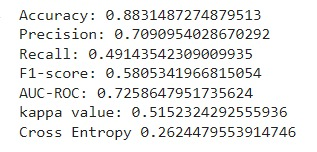 Accuracy: 0.8831487274879513
Precision: 0.7090954028670292
Recall: 0.49143542309009935
F1-score: 0.5805341966815054
AUC-ROC: 0.7258647951735624
kappa value: 0.5152324292555936
Cross Entropy 0.2624479553914746